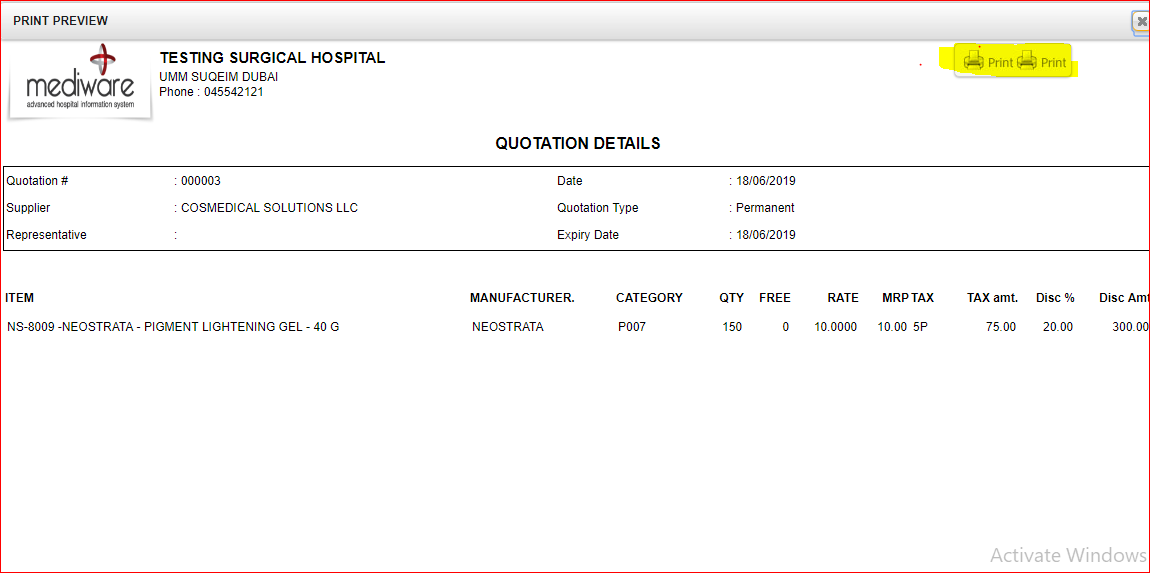 PRINT PREVIEW
mediware
advanced hospital information system
TESTING SURGICAL HOSPITAL
UMM SUQEIM DUBAI
Phone : 045542121
Print Print
QUOTATION DETAILS
Quotation # : 000003 Date : 18/06/2019
Supplier : COSMEDICAL SOLUTIONS LLC Quotation Type : Permanent
Representative : Expiry Date : 18/06/2019
ITEM MANUFACTURER. CATEGORY QTY FREE RATE MRP TAX TAX amt. Disc % Disc Amt
NS-8009 -NEOSTRATA - PIGMENT LIGHTENING GEL - 40 G NEOSTRATA P007 150 0 10.0000 10.00 5P 75.00 20.00 300.00
Activate Windows